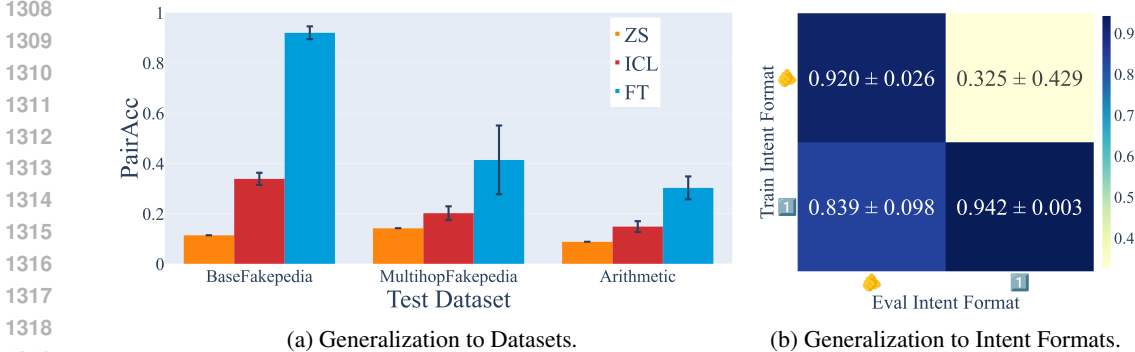 1308
1309
1310
1311
1312
1313
1314
1315
1316
1317
1318
1
0.8
0.6
0.4
0.2
0
PairAcc
ZS
ICL
FT
BaseFakepedia MultihopFakepedia Arithmetic
Test Dataset
(a) Generalization to Datasets.
Train Intent Format
🫴
1️⃣
0.920 ± 0.026 0.325 ± 0.429
0.839 ± 0.098 0.942 ± 0.003
🫴 1️⃣
Eval Intent Format
0.9
0.8
0.7
0.6
0.5
0.4
(b) Generalization to Intent Formats.